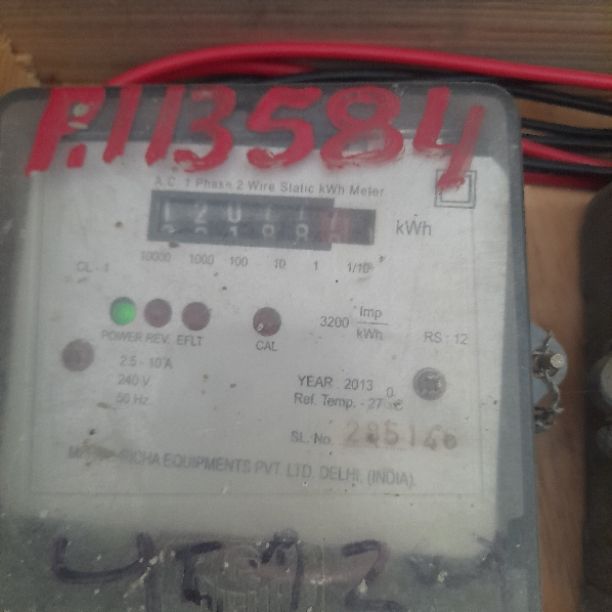 P.113584
A.C. 1 Phase 2 Wire Static kWh Meter
kWh
10000 1000 100 10 1 1/10
CL - 1
3200 Imp/kWh
POWER REV. EFLT
CAL
RS : 12
2.5 - 10 A
240 V
50 Hz
YEAR 2013
Ref. Temp. - 27 °C
SL. No. 285140
EQUIPMENTS PVT. LTD. DELHI, (INDIA).